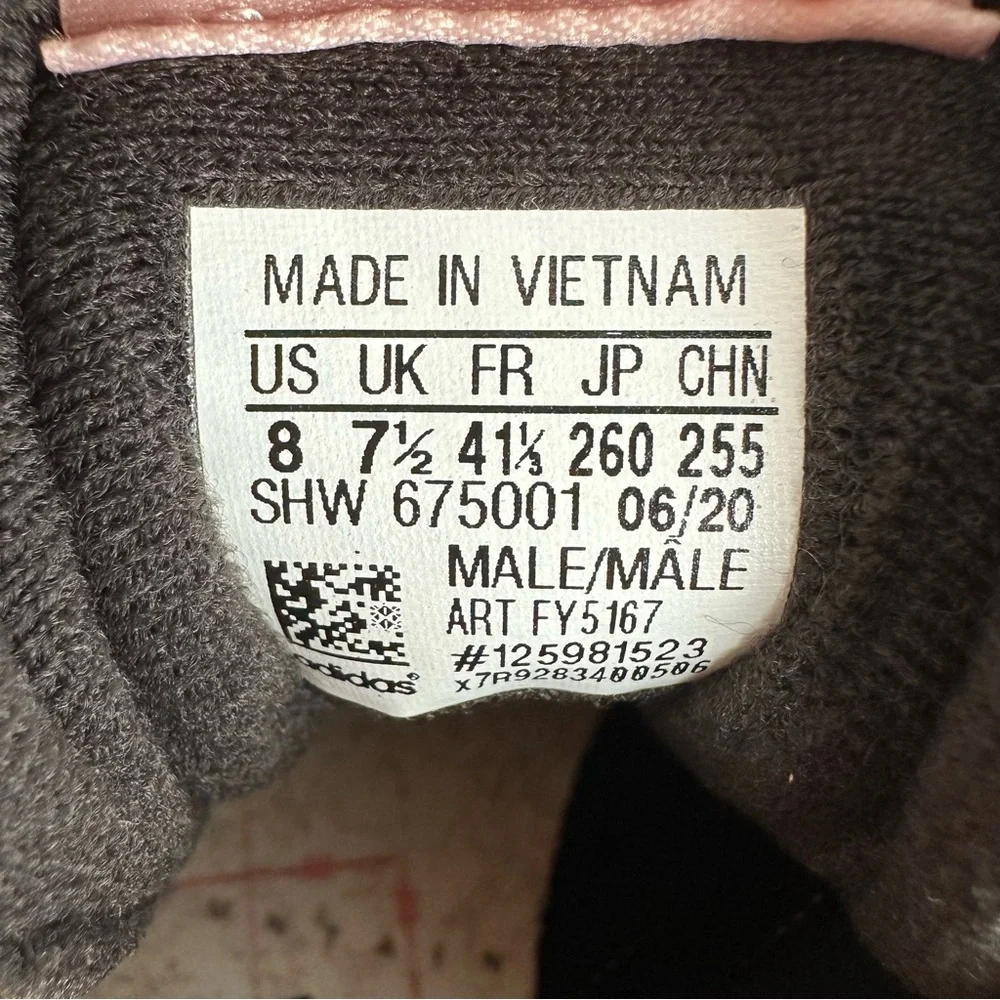 MADE IN VIETNAM
US UK FR JP CHN
8 7½ 41⅓ 260 255
SHW 675001 06/20
MALE/MÂLE
ART FY5167
#125981523
x7R9283400506
adidas®